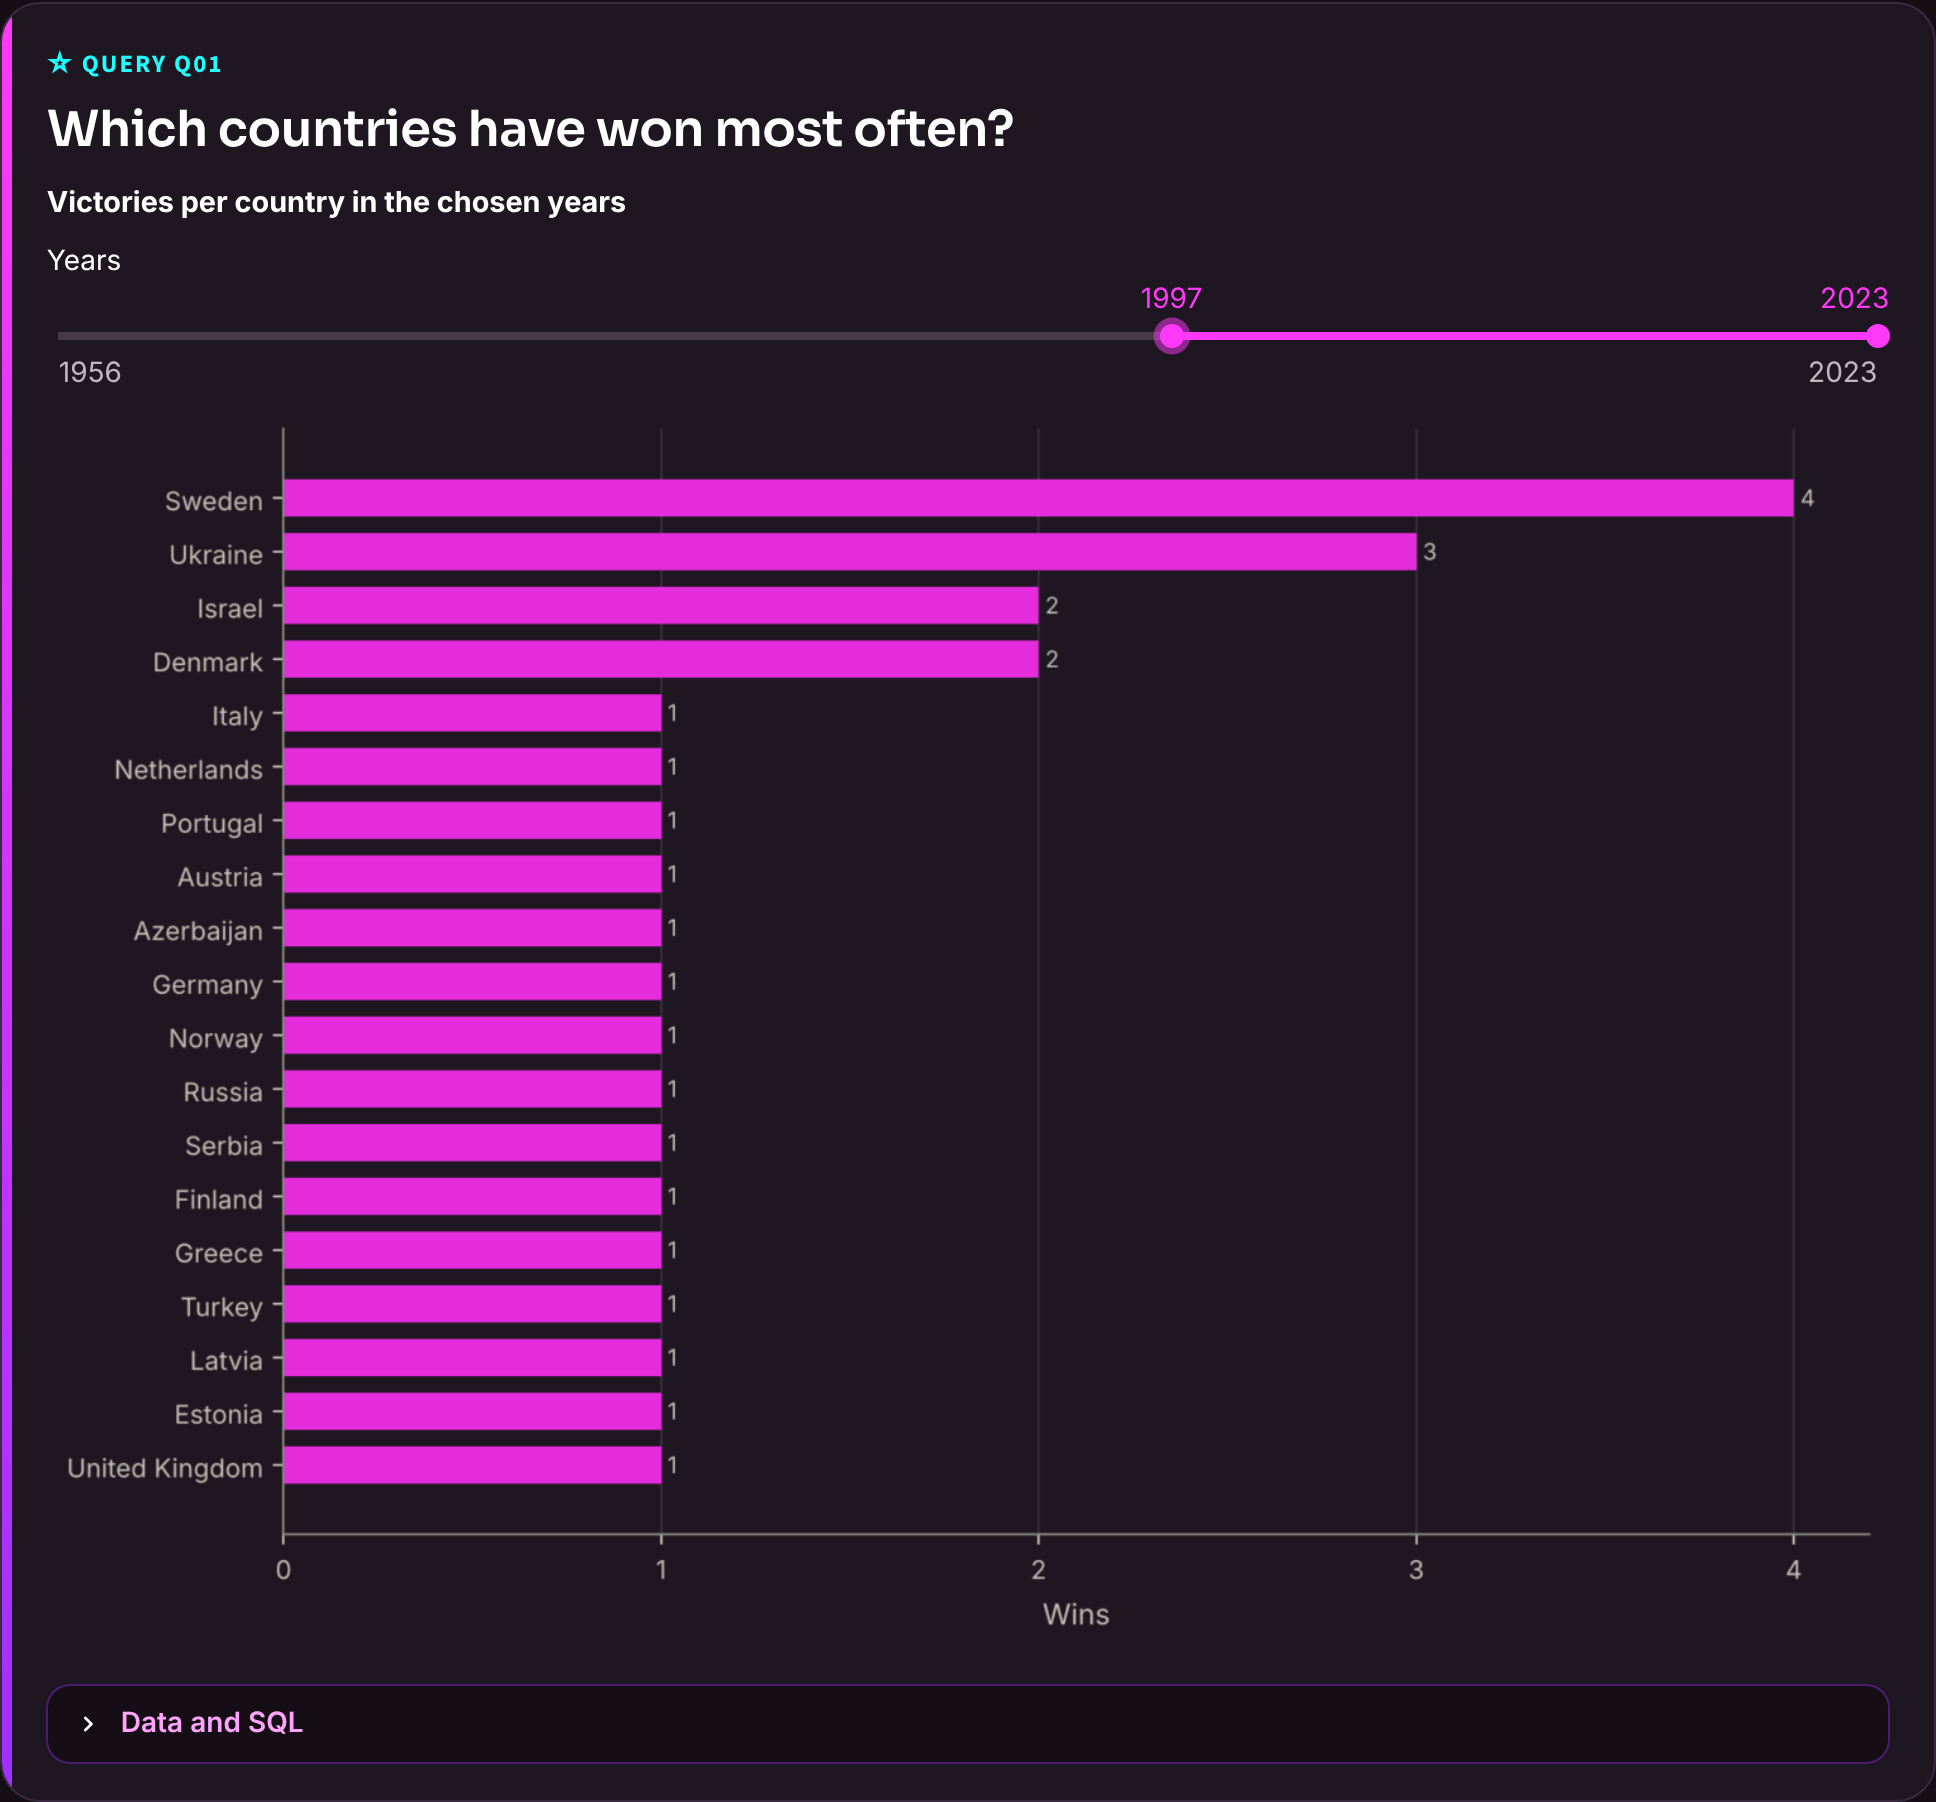 ☆ QUERY Q01
Which countries have won most often?
Victories per country in the chosen years
Years
1997 2023
1956 2023
Sweden 4
Ukraine 3
Israel 2
Denmark 2
Italy 1
Netherlands 1
Portugal 1
Austria 1
Azerbaijan 1
Germany 1
Norway 1
Russia 1
Serbia 1
Finland 1
Greece 1
Turkey 1
Latvia 1
Estonia 1
United Kingdom 1
0 1 2 3 4
Wins
Data and SQL